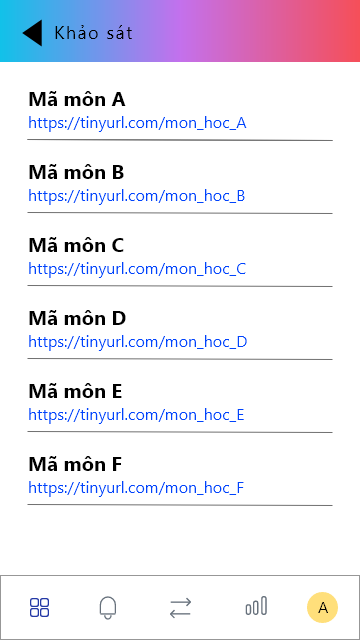 Khảo sát
Mã môn A
https://tinyurl.com/mon_hoc_A
Mã môn B
https://tinyurl.com/mon_hoc_B
Mã môn C
https://tinyurl.com/mon_hoc_C
Mã môn D
https://tinyurl.com/mon_hoc_D
Mã môn E
https://tinyurl.com/mon_hoc_E
Mã môn F
https://tinyurl.com/mon_hoc_F
A